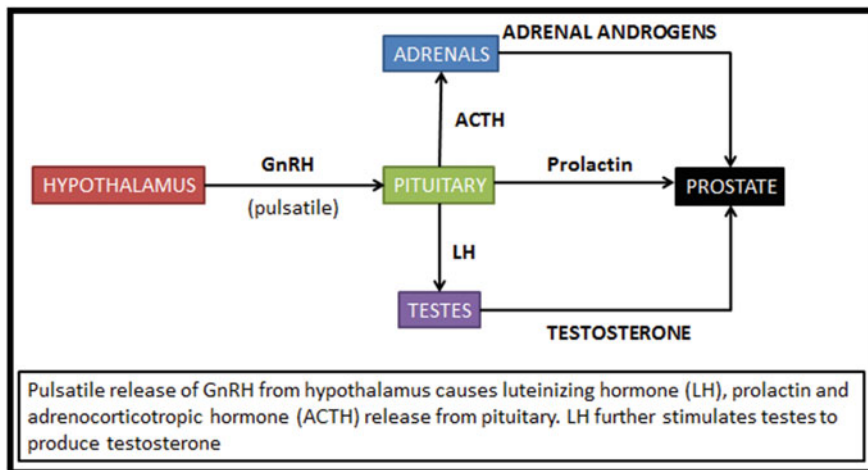 ADRENAL ANDROGENS
ADRENALS
ACTH
GnRH
Prolactin
HYPOTHALAMUS
PITUITARY
PROSTATE
(pulsatile)
LH
TESTES
TESTOSTERONE
Pulsatile release of GnRH from hypothalamus causes luteinizing hormone (LH), prolactin and
adrenocorticotropic hormone (ACTH) release from pituitary. LH further stimulates testes to
produce testosterone